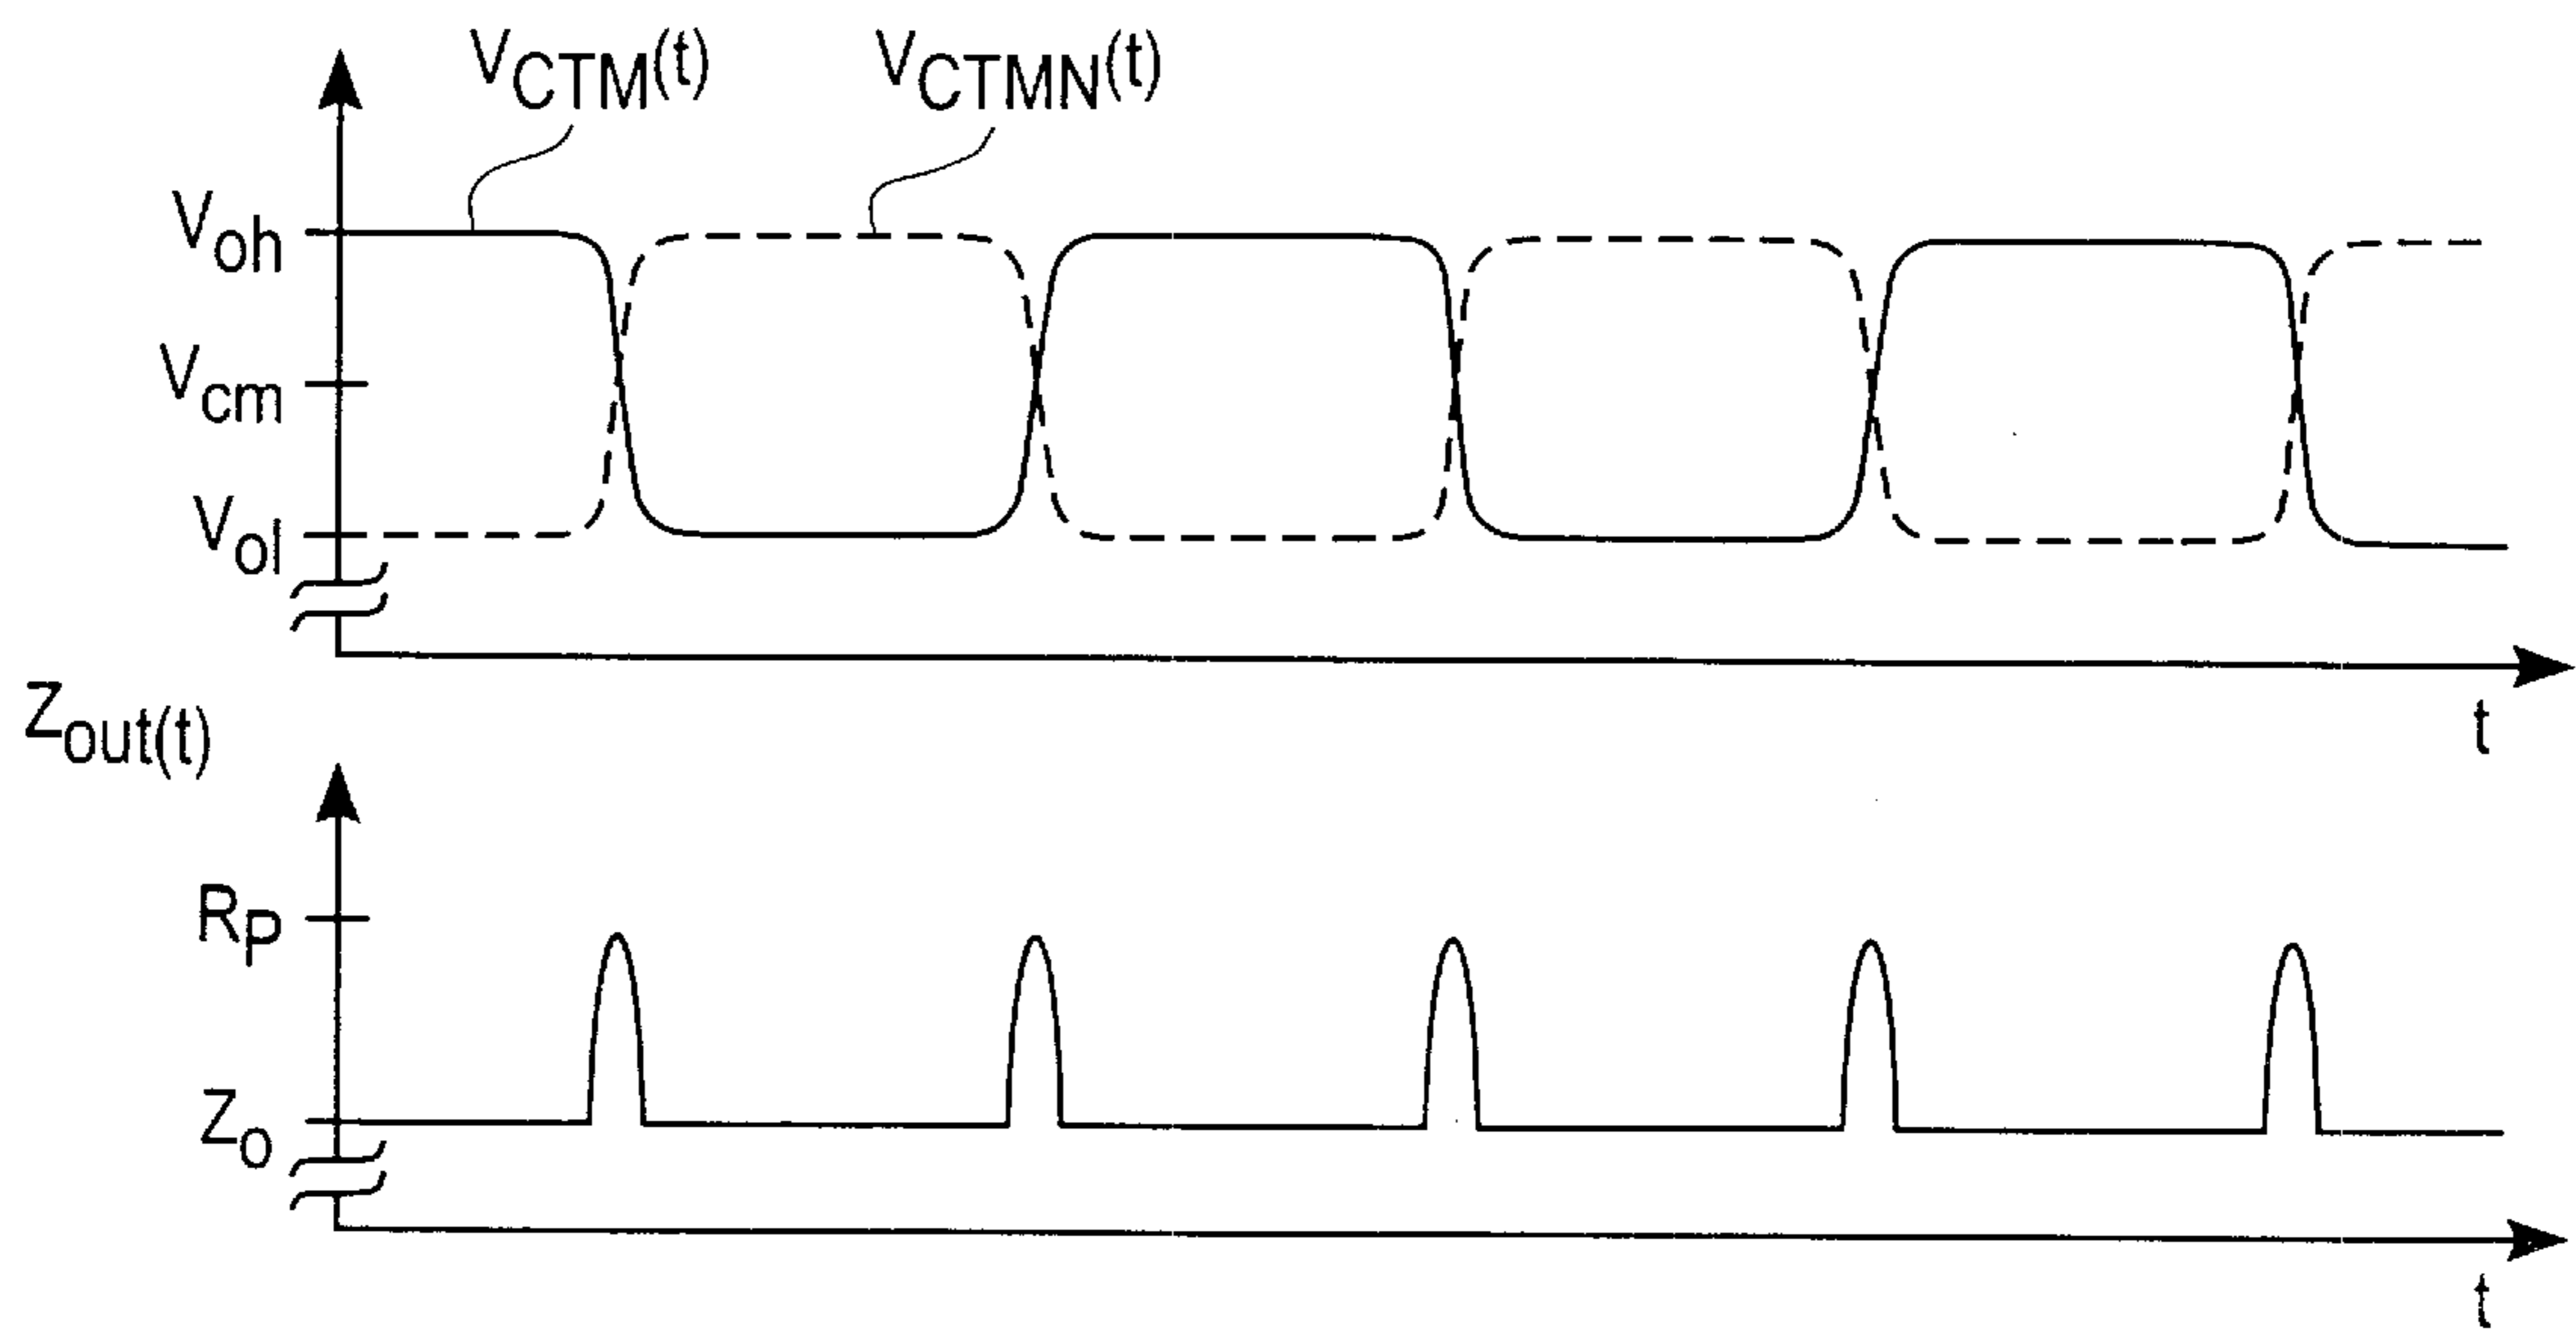 VCTM(t)
VCTMN(t)
Voh
Vcm
Vol
t
Zout(t)
RP
Zo
t